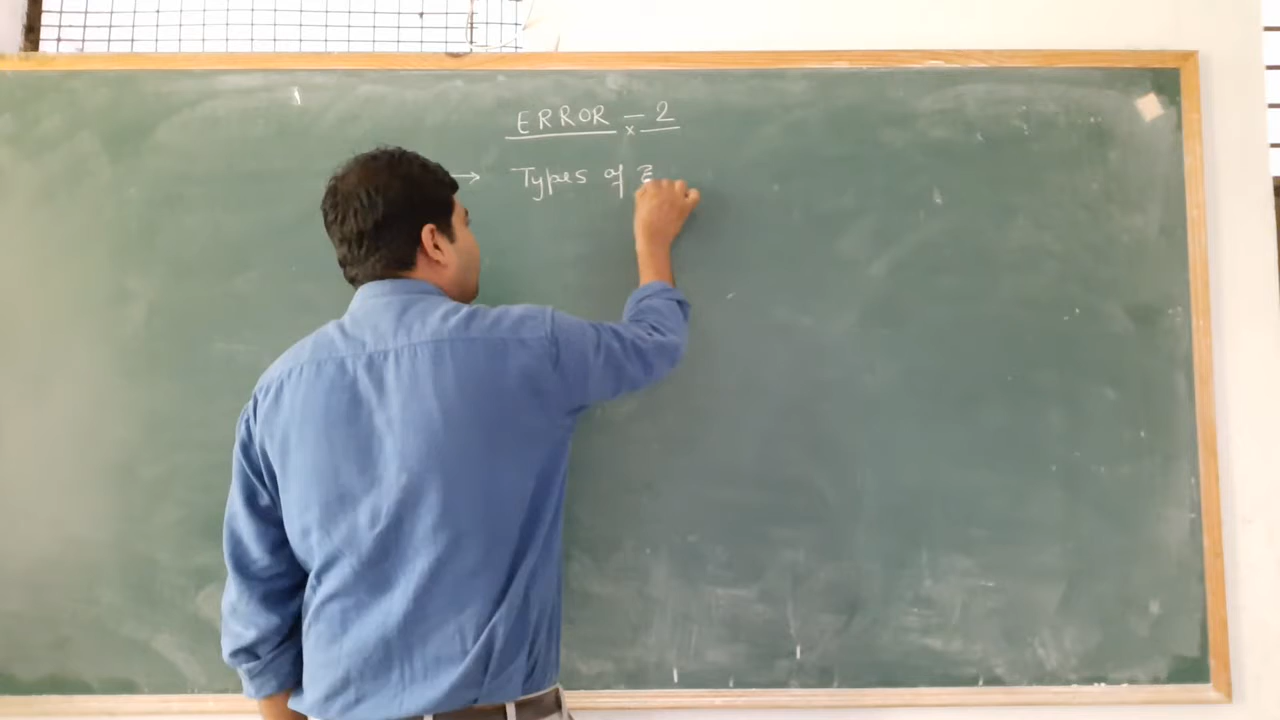 ERROR - 2
→ Types of E